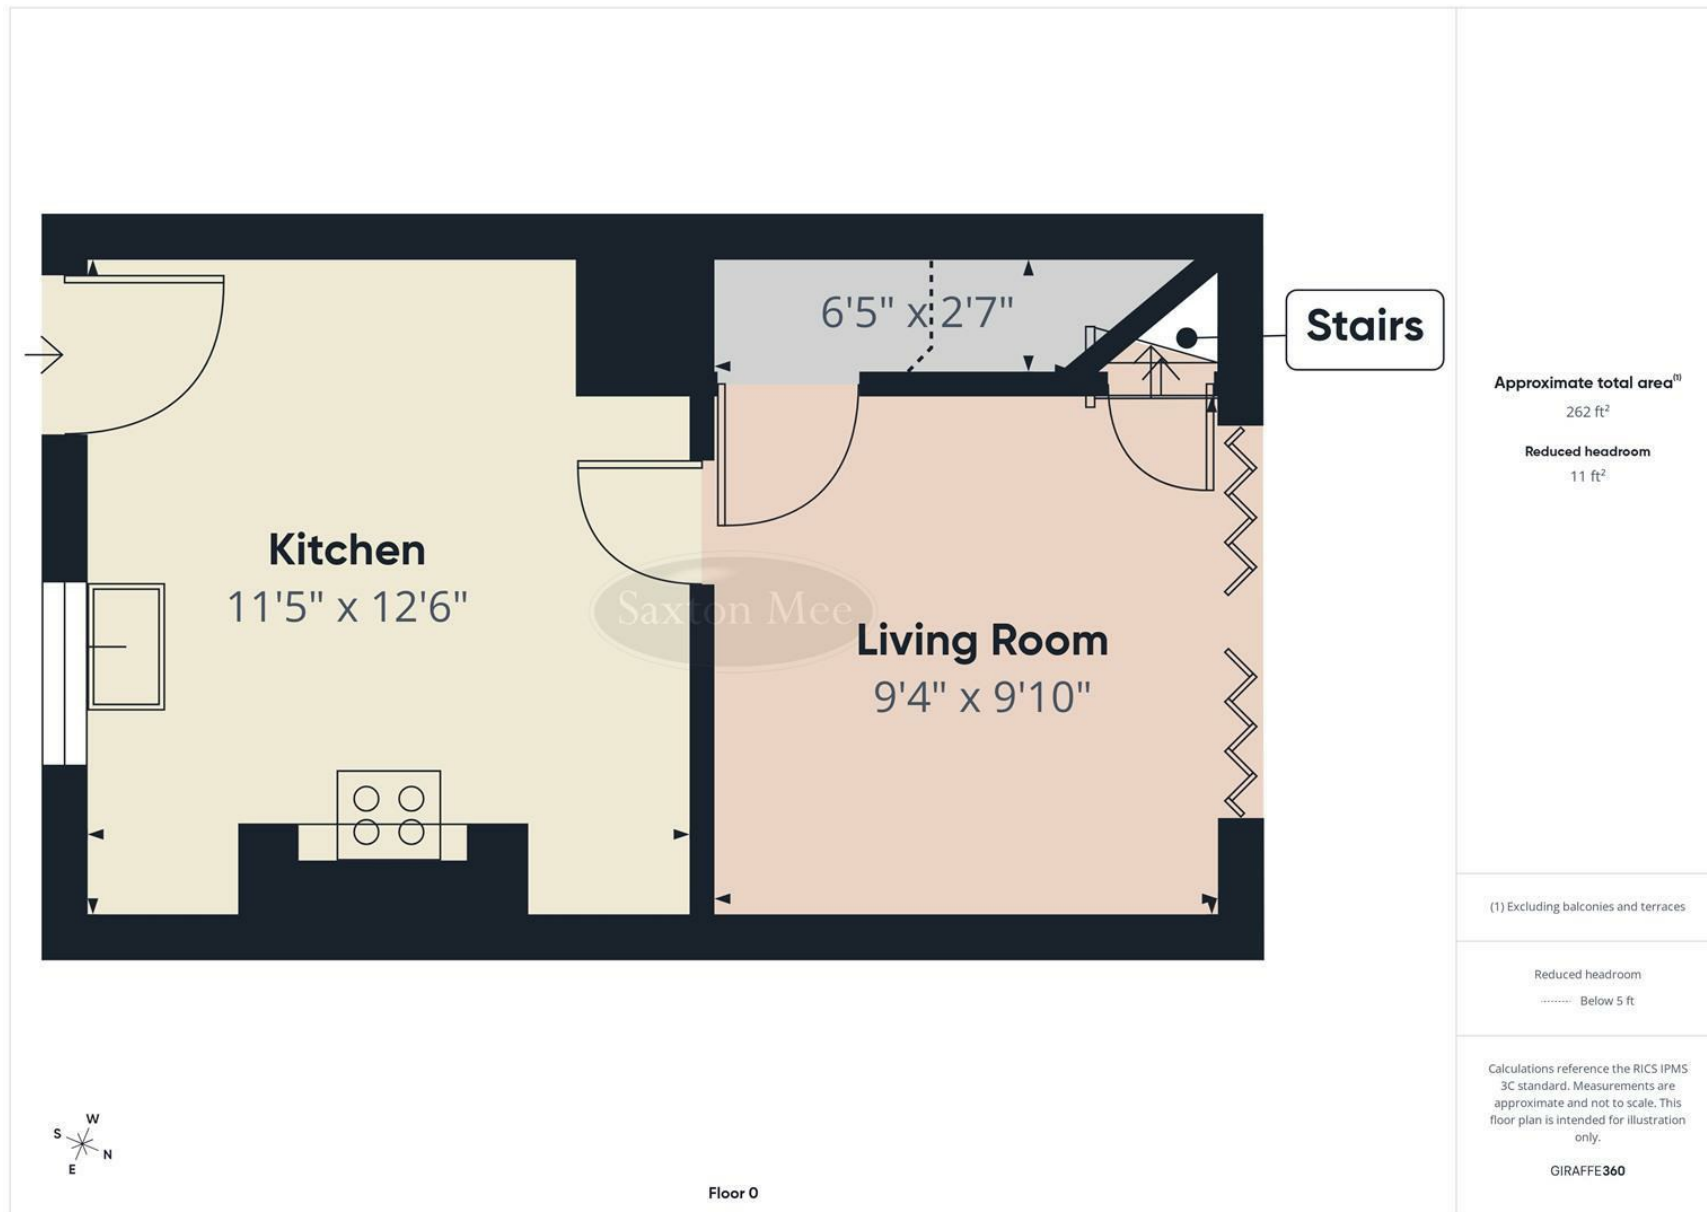 6'5" x 2'7"
Stairs
Kitchen
11'5" x 12'6"
Saxton Mee
Living Room
9'4" x 9'10"
W
S
N
E
Floor 0
Approximate total area⁽¹⁾
262 ft²
Reduced headroom
11 ft²
(1) Excluding balconies and terraces
Reduced headroom
Below 5 ft
Calculations reference the RICS IPMS
3C standard. Measurements are
approximate and not to scale. This
floor plan is intended for illustration
only.
GIRAFFE360